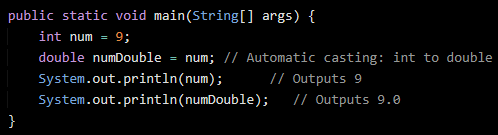 public static void main(String[] args) {
    int num = 9;
    double numDouble = num; // Automatic casting: int to double
    System.out.println(num);      // Outputs 9
    System.out.println(numDouble);   // Outputs 9.0
}